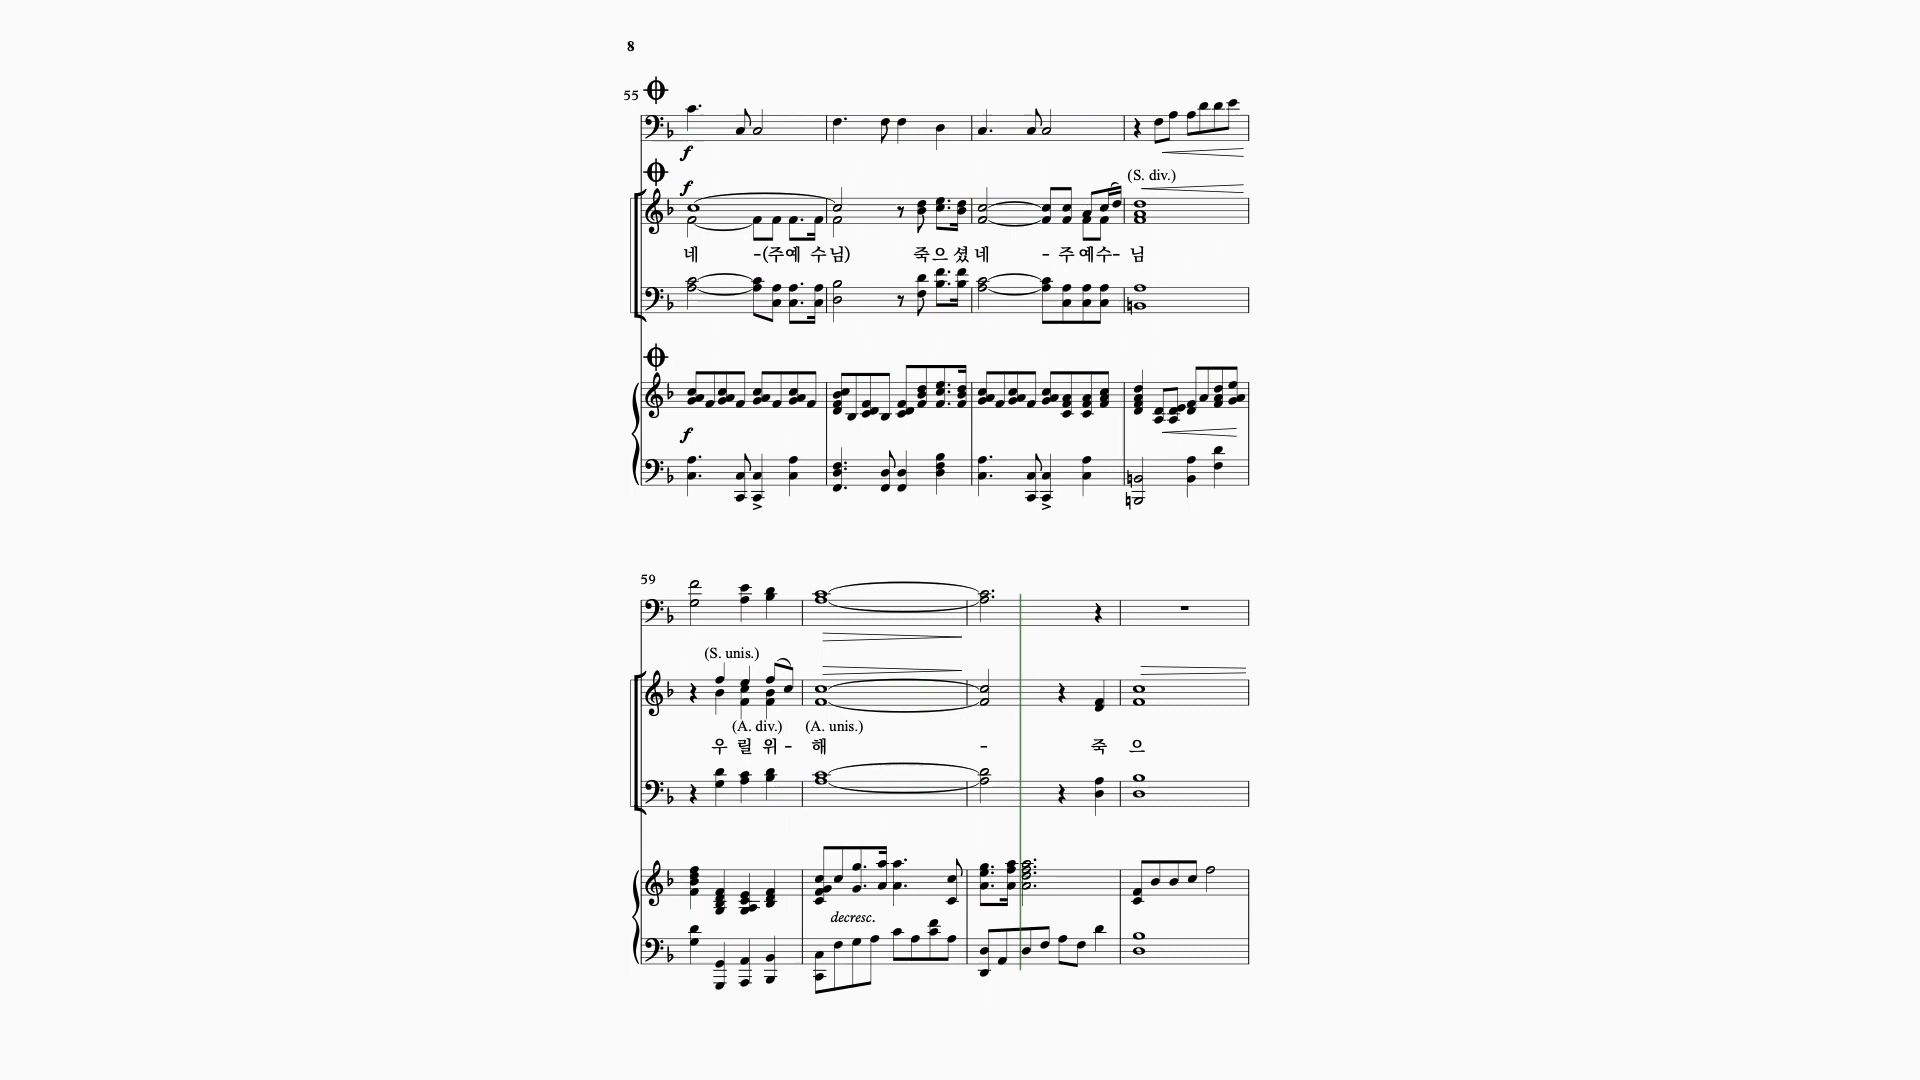 8
55
f
f
(S. div.)
네 -(주예 수님) 죽으셨네 - 주예수- 님
f
59
(S. unis.)
(A. div.) (A. unis.)
우 릴 위 - 해 - 죽 으
decresc.